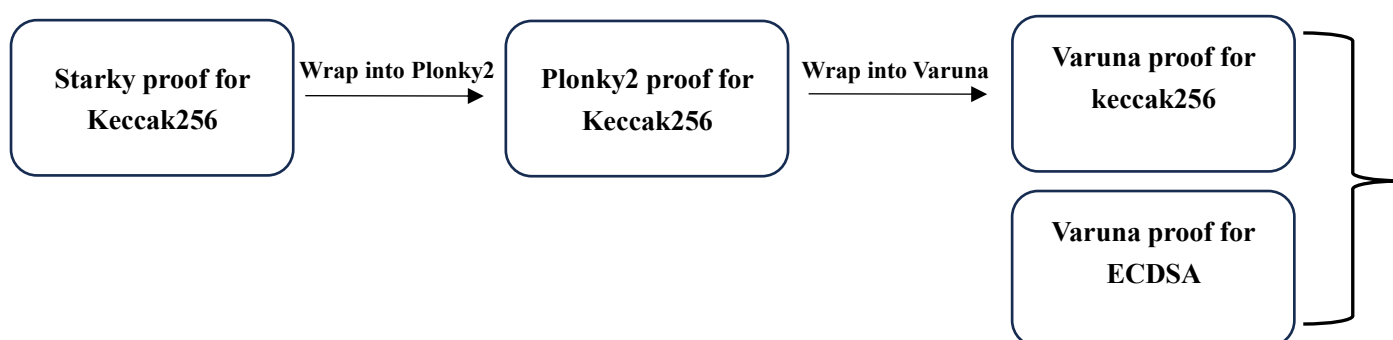 Starky proof for
Keccak256
Wrap into Plonky2
Plonky2 proof for
Keccak256
Wrap into Varuna
Varuna proof for
keccak256
Varuna proof for
ECDSA